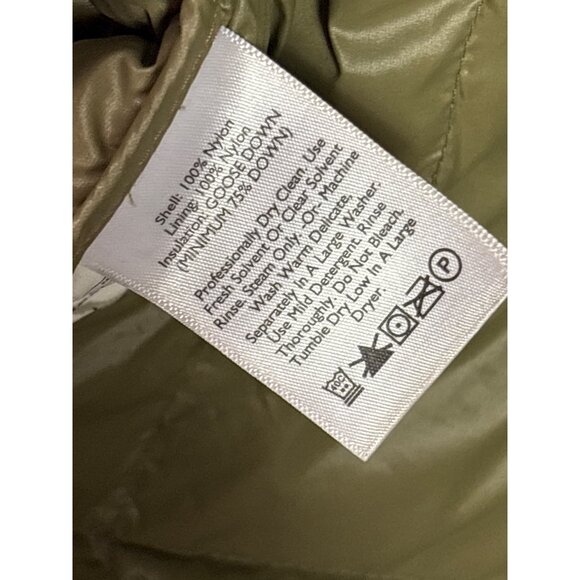 Shell: 100% Nylon
Lining: 100% Nylon
Insulation: GOOSE DOWN
(MINIMUM 75% DOWN)
Professionally Dry Clean. Use
Fresh Solvent Or Clear Solvent
Rinse. Steam Only. -Or- Machine
Wash Warm Delicate.
Separately In A Large Washer.
Use Mild Detergent. Rinse
Thoroughly. Do Not Bleach.
Tumble Dry Low In A Large
Dryer.
40C P